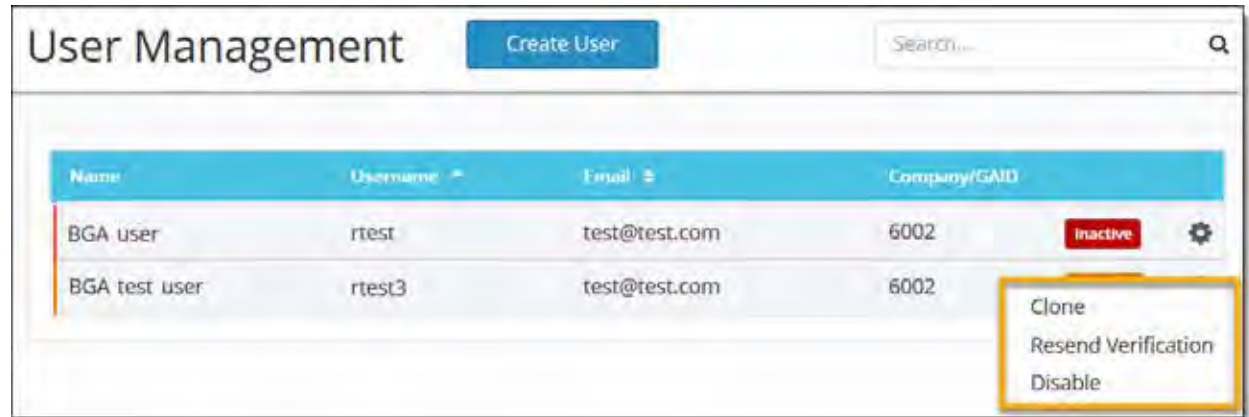 User Management Create User Search...
Name Username Email Company/GAID
BGA user rtest test@test.com 6002 Inactive
BGA test user rtest3 test@test.com 6002
Clone
Resend Verification
Disable